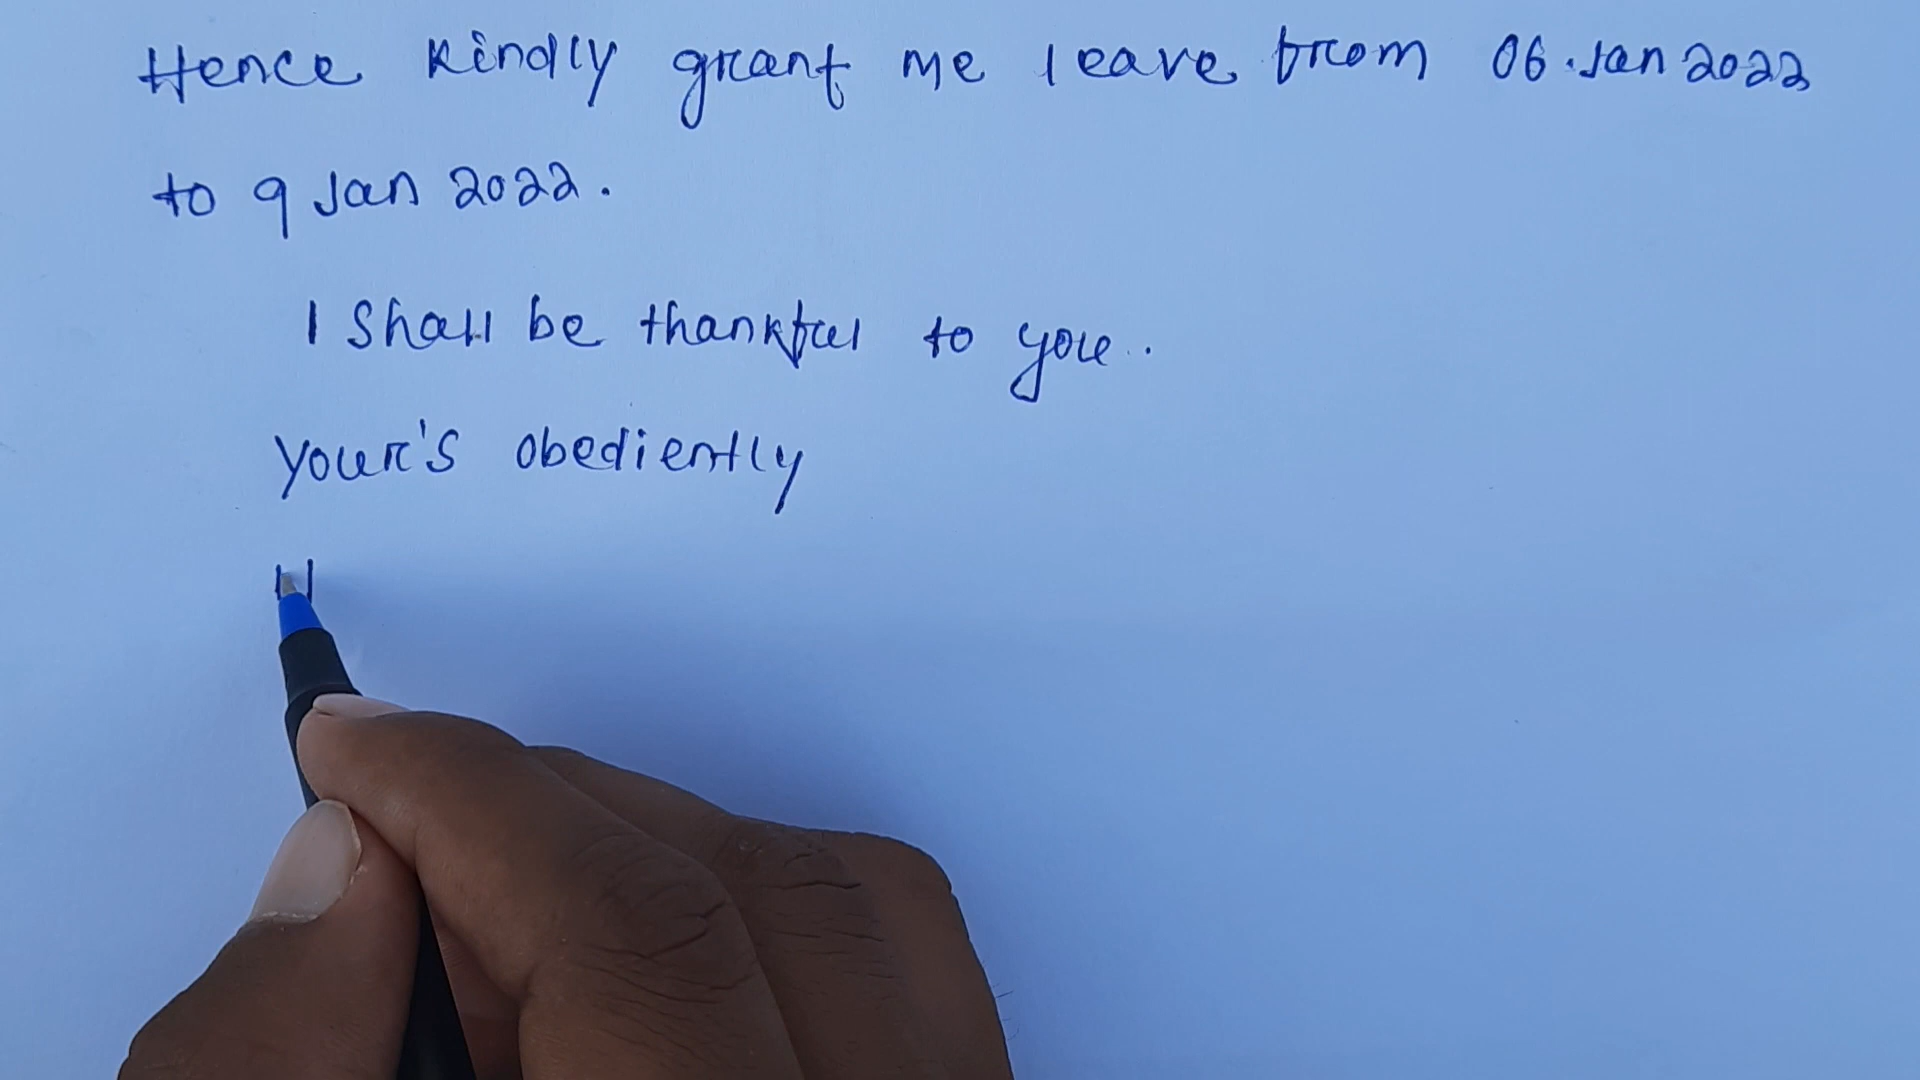 Hence kindly grant me leave from 06.Jan 2022
to 9 Jan 2022.
I shall be thankful to you..
Your's obediently